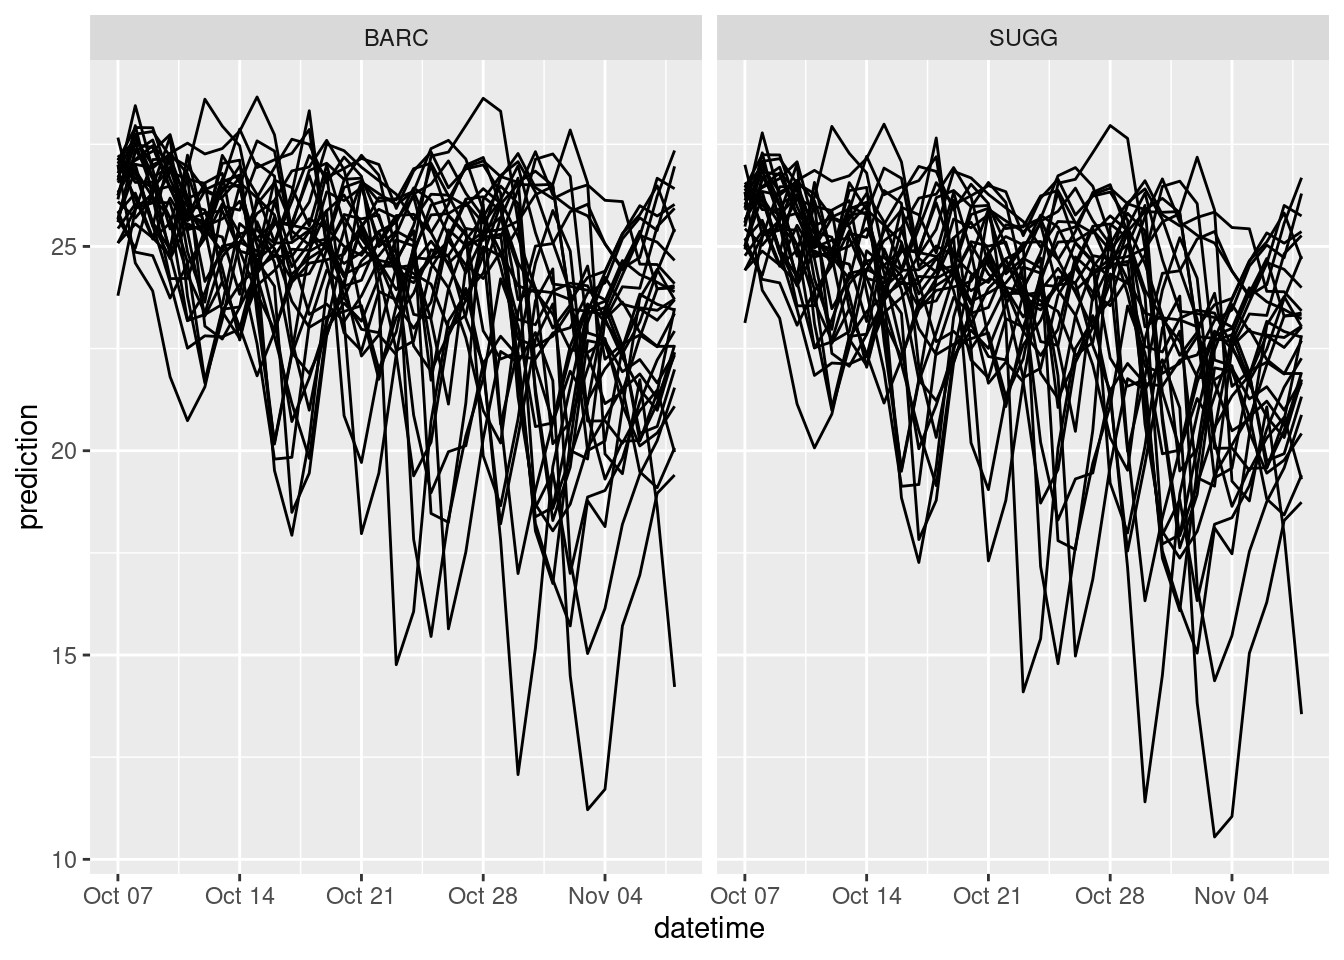 BARC
SUGG
prediction
25
20
15
10
Oct 07
Oct 14
Oct 21
Oct 28
Nov 04
Oct 07
Oct 14
Oct 21
Oct 28
Nov 04
datetime